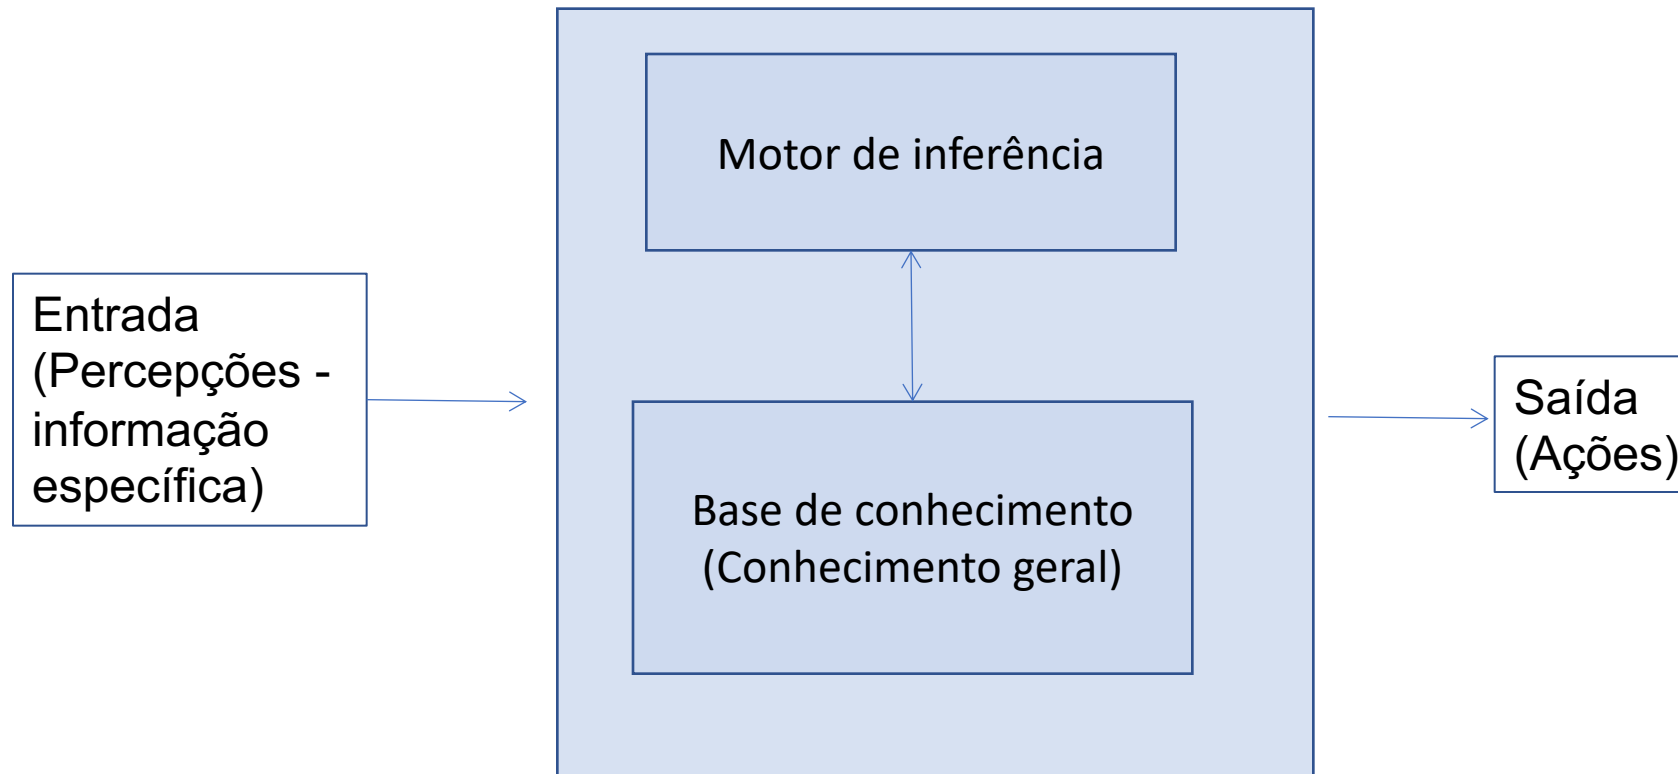 Motor de inferência
Entrada
(Percepções -
informação
específica)
Saída
(Ações)
Base de conhecimento
(Conhecimento geral)